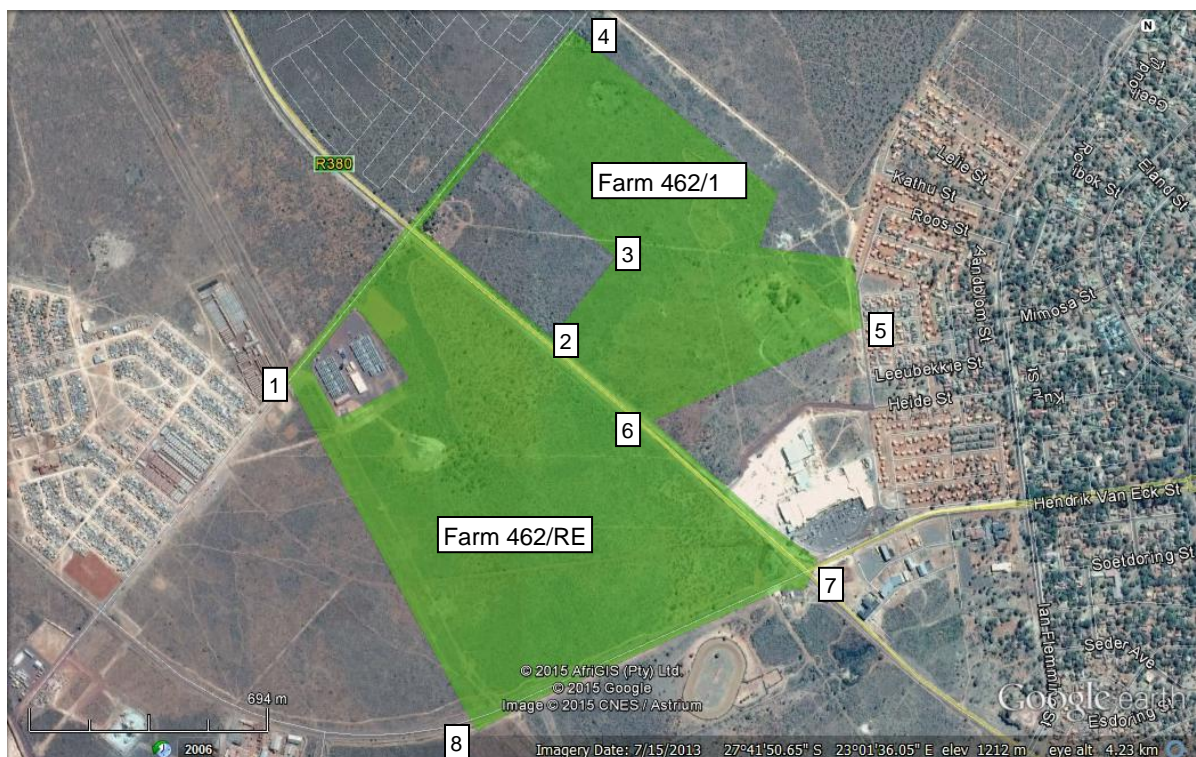 4
N
R380
Farm 462/1
Lelie St
Kathu St
Roos St
Eland St
3
Aandblom St
Mimosa St
2
5
1
Leeubekkie St
Heide St
6
Hendrik Van Eck St
Farm 462/RE
Soetdoring St
7
Ian Flemming St
Seder Ave
© 2015 AfriGIS (Pty) Ltd.
© 2015 Google
Image © 2015 CNES / Astrium
694 m
Google earth
Esdoring St
8
2006
Imagery Date: 7/15/2013 27°41'50.65" S 23°01'36.05" E elev 1212 m eye alt 4.23 km